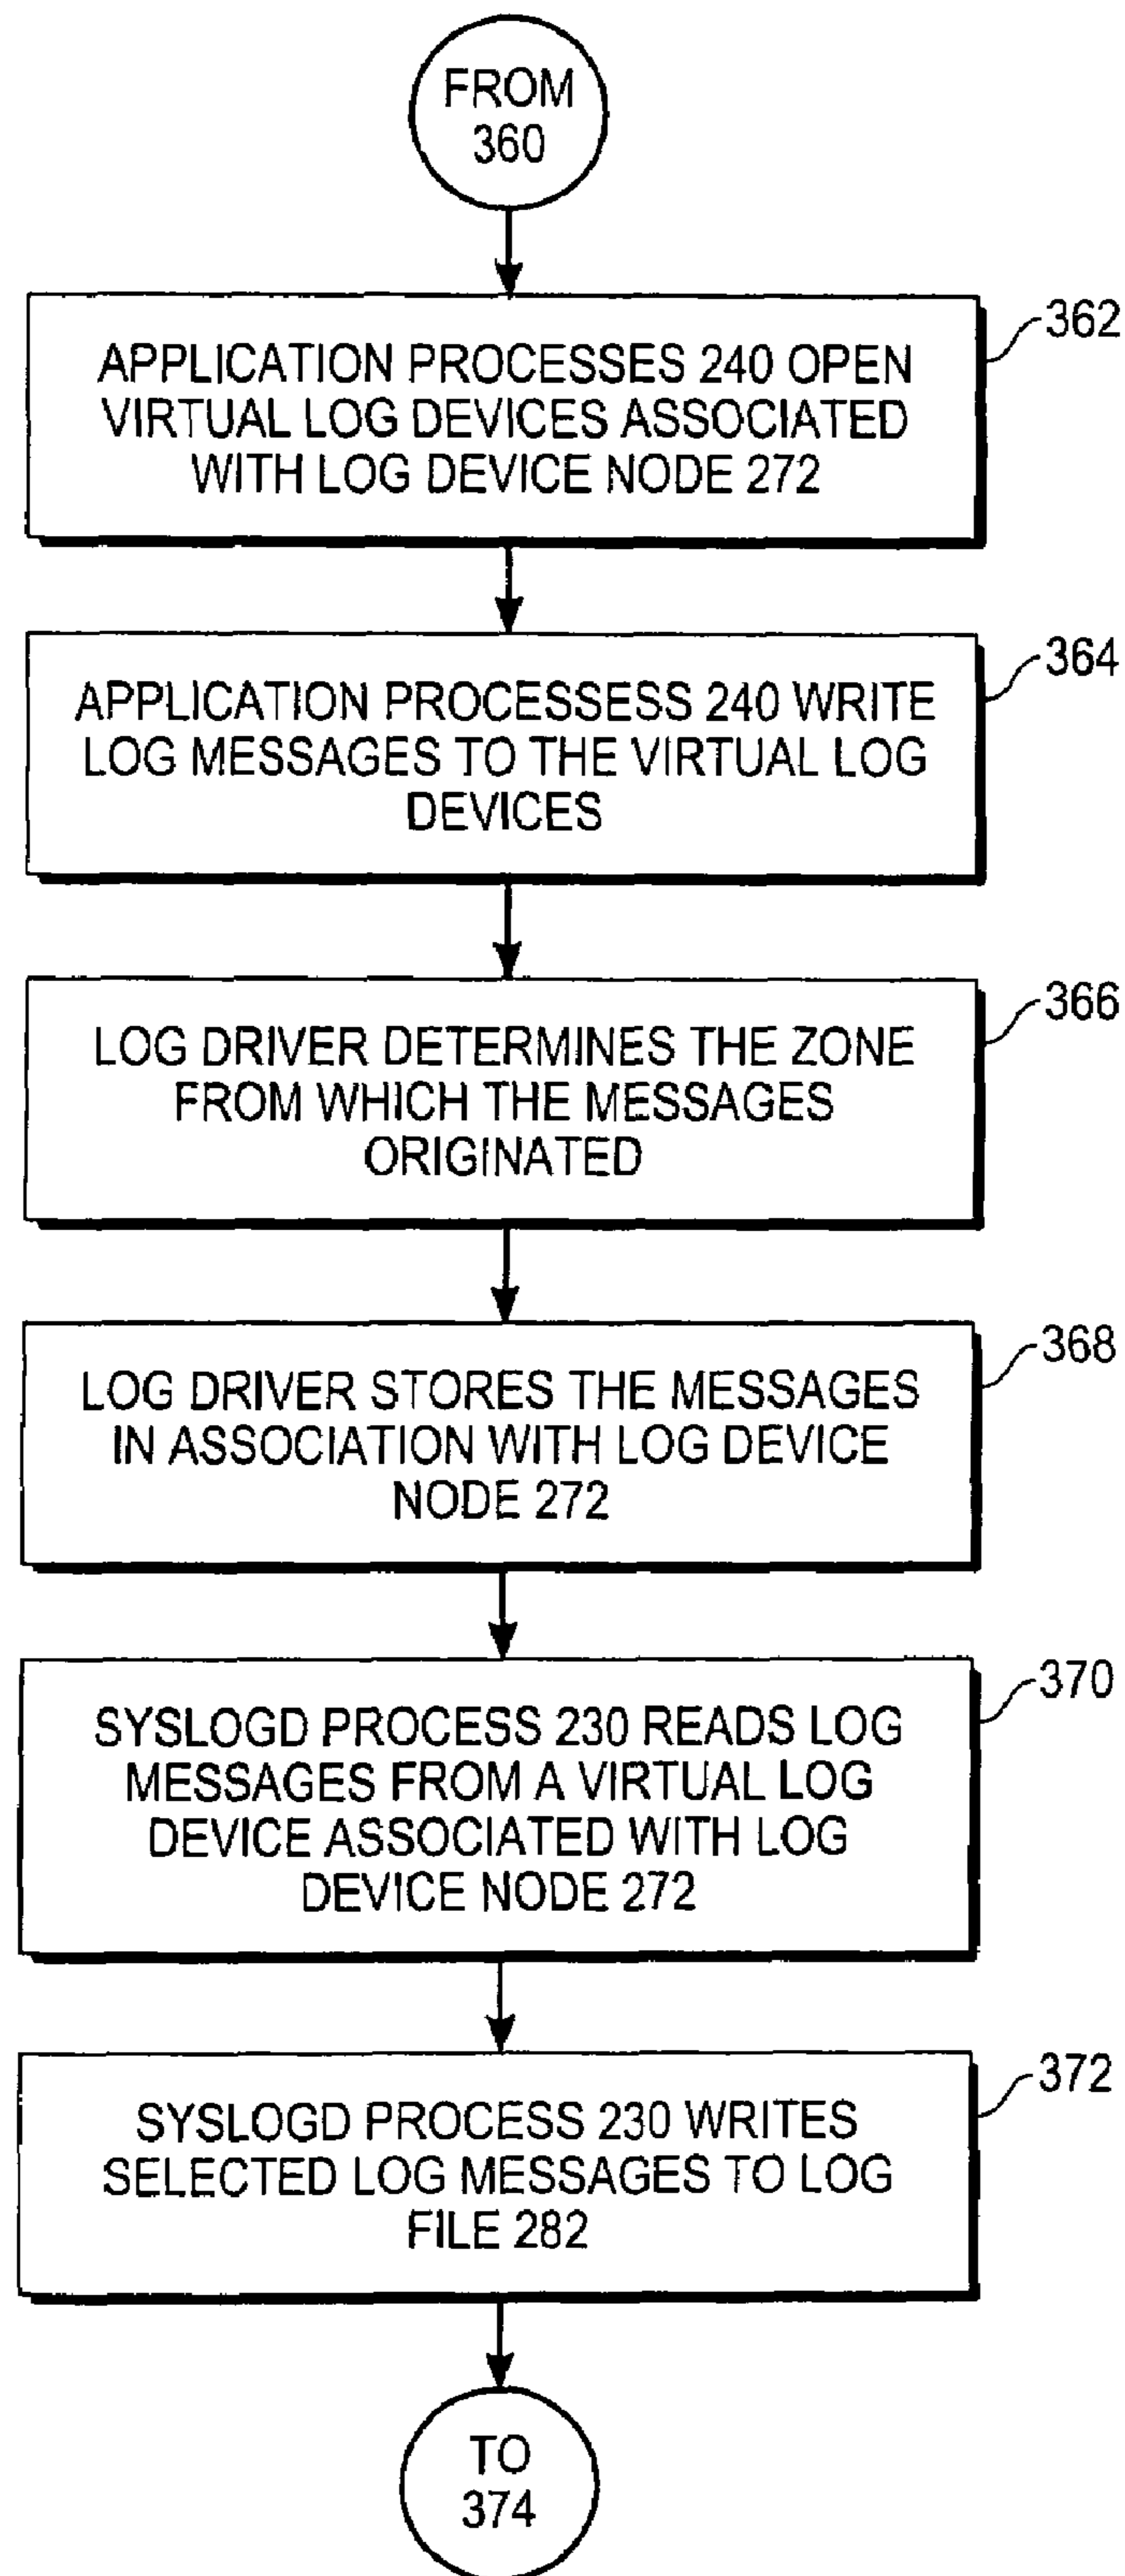 FROM
360
362
APPLICATION PROCESSES 240 OPEN
VIRTUAL LOG DEVICES ASSOCIATED
WITH LOG DEVICE NODE 272
364
APPLICATION PROCESSESS 240 WRITE
LOG MESSAGES TO THE VIRTUAL LOG
DEVICES
366
LOG DRIVER DETERMINES THE ZONE
FROM WHICH THE MESSAGES
ORIGINATED
368
LOG DRIVER STORES THE MESSAGES
IN ASSOCIATION WITH LOG DEVICE
NODE 272
370
SYSLOGD PROCESS 230 READS LOG
MESSAGES FROM A VIRTUAL LOG
DEVICE ASSOCIATED WITH LOG
DEVICE NODE 272
372
SYSLOGD PROCESS 230 WRITES
SELECTED LOG MESSAGES TO LOG
FILE 282
TO
374